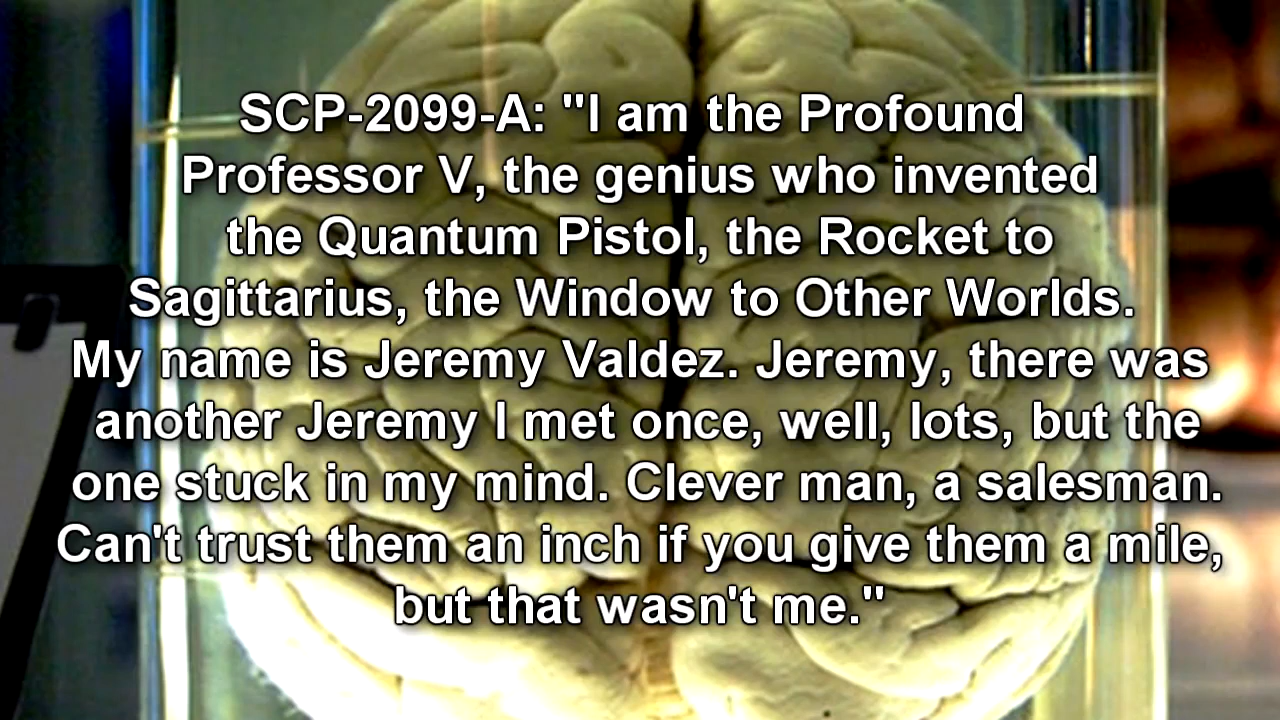 SCP-2099-A: "I am the Profound
Professor V, the genius who invented
the Quantum Pistol, the Rocket to
Sagittarius, the Window to Other Worlds.
My name is Jeremy Valdez. Jeremy, there was
another Jeremy I met once, well, lots, but the
one stuck in my mind. Clever man, a salesman.
Can't trust them an inch if you give them a mile,
but that wasn't me."